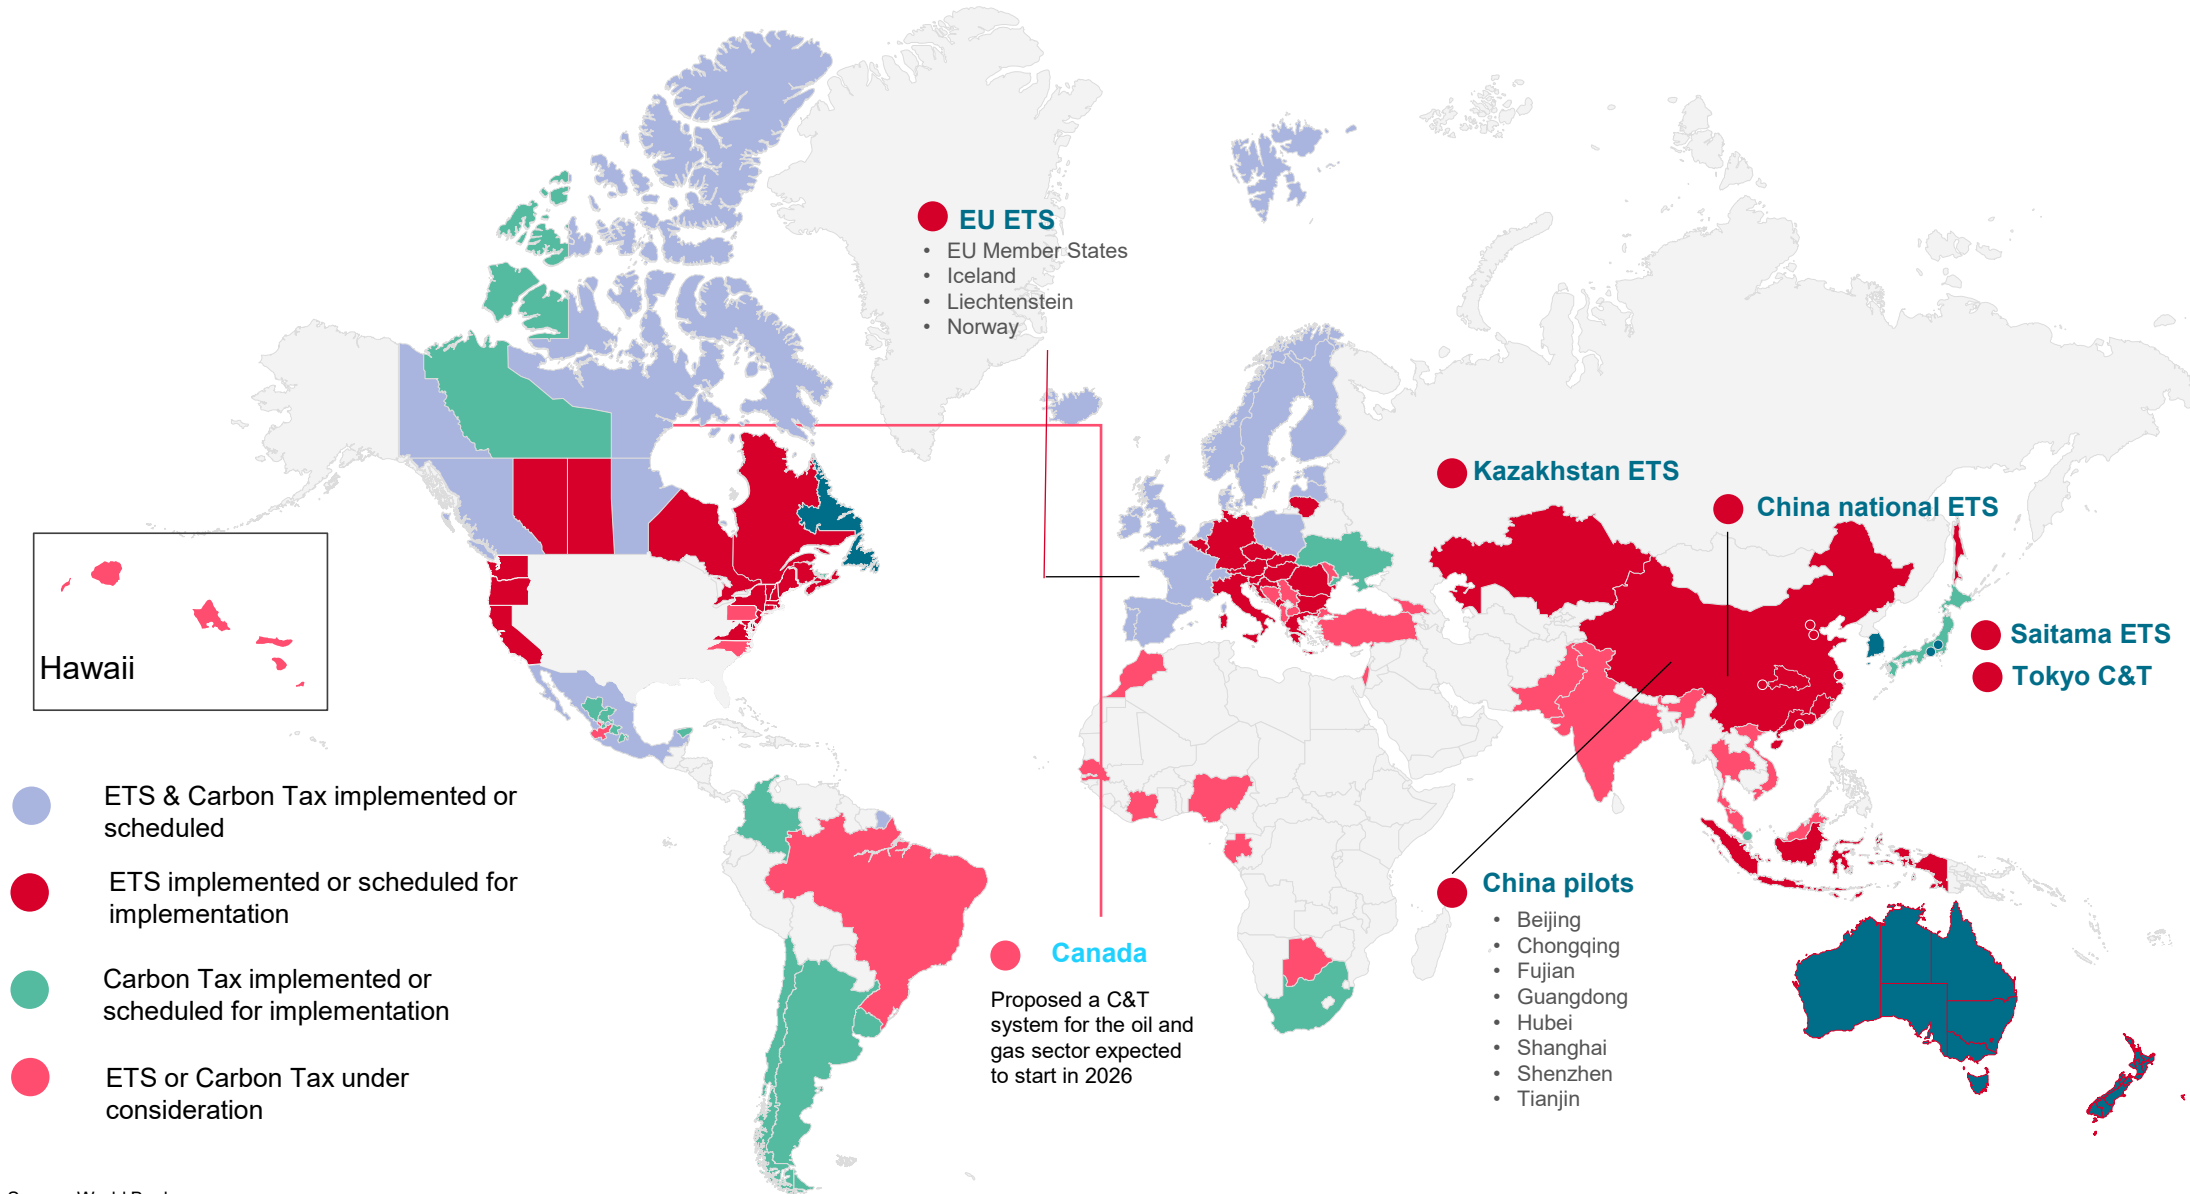 EU ETS
• EU Member States
• Iceland
• Liechtenstein
• Norway
Kazakhstan ETS
China national ETS
Saitama ETS
Tokyo C&T
Hawaii
ETS & Carbon Tax implemented or
scheduled
ETS implemented or scheduled for
implementation
Carbon Tax implemented or
scheduled for implementation
ETS or Carbon Tax under
consideration
Canada
Proposed a C&T
system for the oil and
gas sector expected
to start in 2026
China pilots
• Beijing
• Chongqing
• Fujian
• Guangdong
• Hubei
• Shanghai
• Shenzhen
• Tianjin